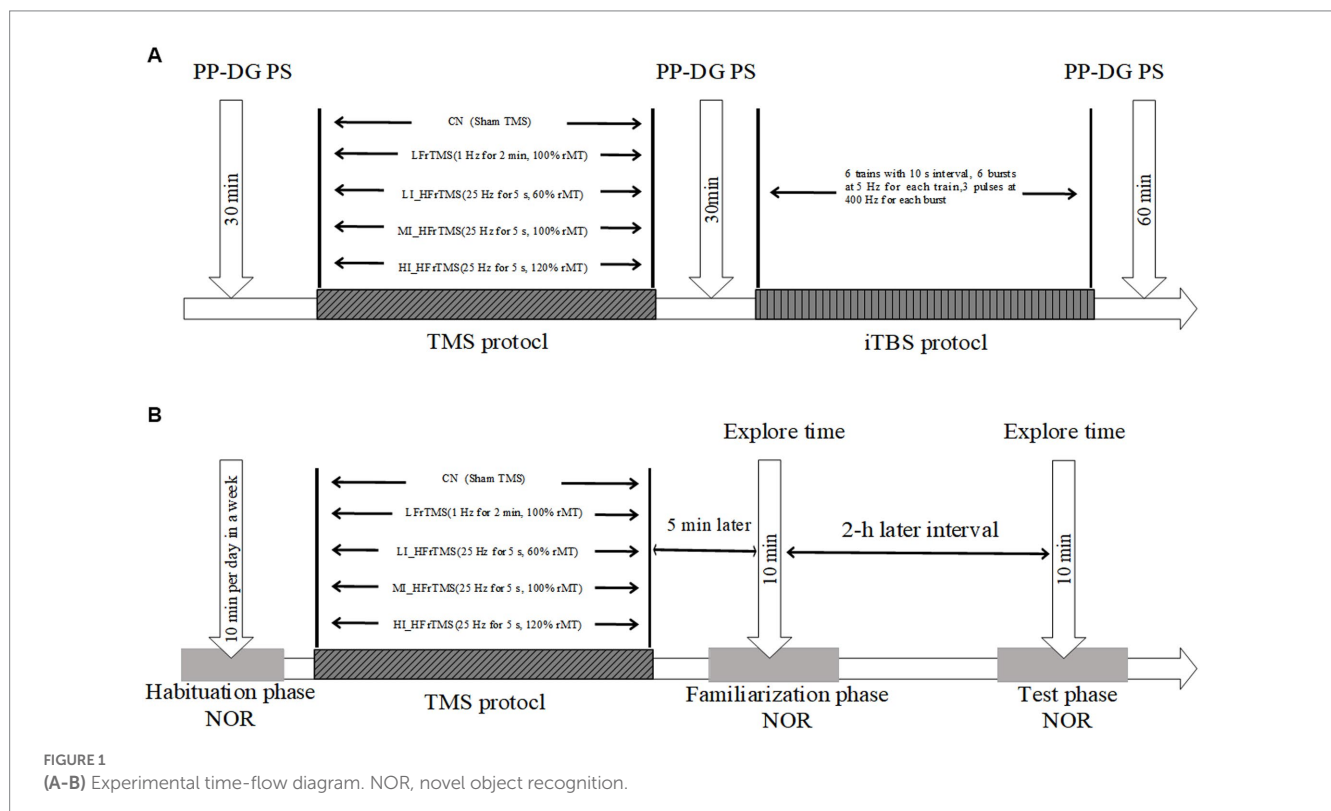 A
PP-DG PS
PP-DG PS
PP-DG PS
30 min
CN (Sham TMS)
LFrTMS(1 Hz for 2 min, 100% rMT)
LI_HFrTMS(25 Hz for 5 s, 60% rMT)
MI_HFrTMS(25 Hz for 5 s, 100% rMT)
HI_HFrTMS(25 Hz for 5 s, 120% rMT)
30min
6 trains with 10 s interval, 6 bursts
at 5 Hz for each train,3 pulses at
400 Hz for each burst
60 min
TMS protocl
iTBS protocl
B
Explore time
Explore time
10 min per day in a week
CN (Sham TMS)
LFrTMS(1 Hz for 2 min, 100% rMT)
LI_HFrTMS(25 Hz for 5 s, 60% rMT)
MI_HFrTMS(25 Hz for 5 s, 100% rMT)
HI_HFrTMS(25 Hz for 5 s, 120% rMT)
5 min later
10 min
2-h later interval
10 min
Habituation phase
NOR
TMS protocl
Familiarization phase
NOR
Test phase
NOR
FIGURE 1
(A-B) Experimental time-flow diagram. NOR, novel object recognition.